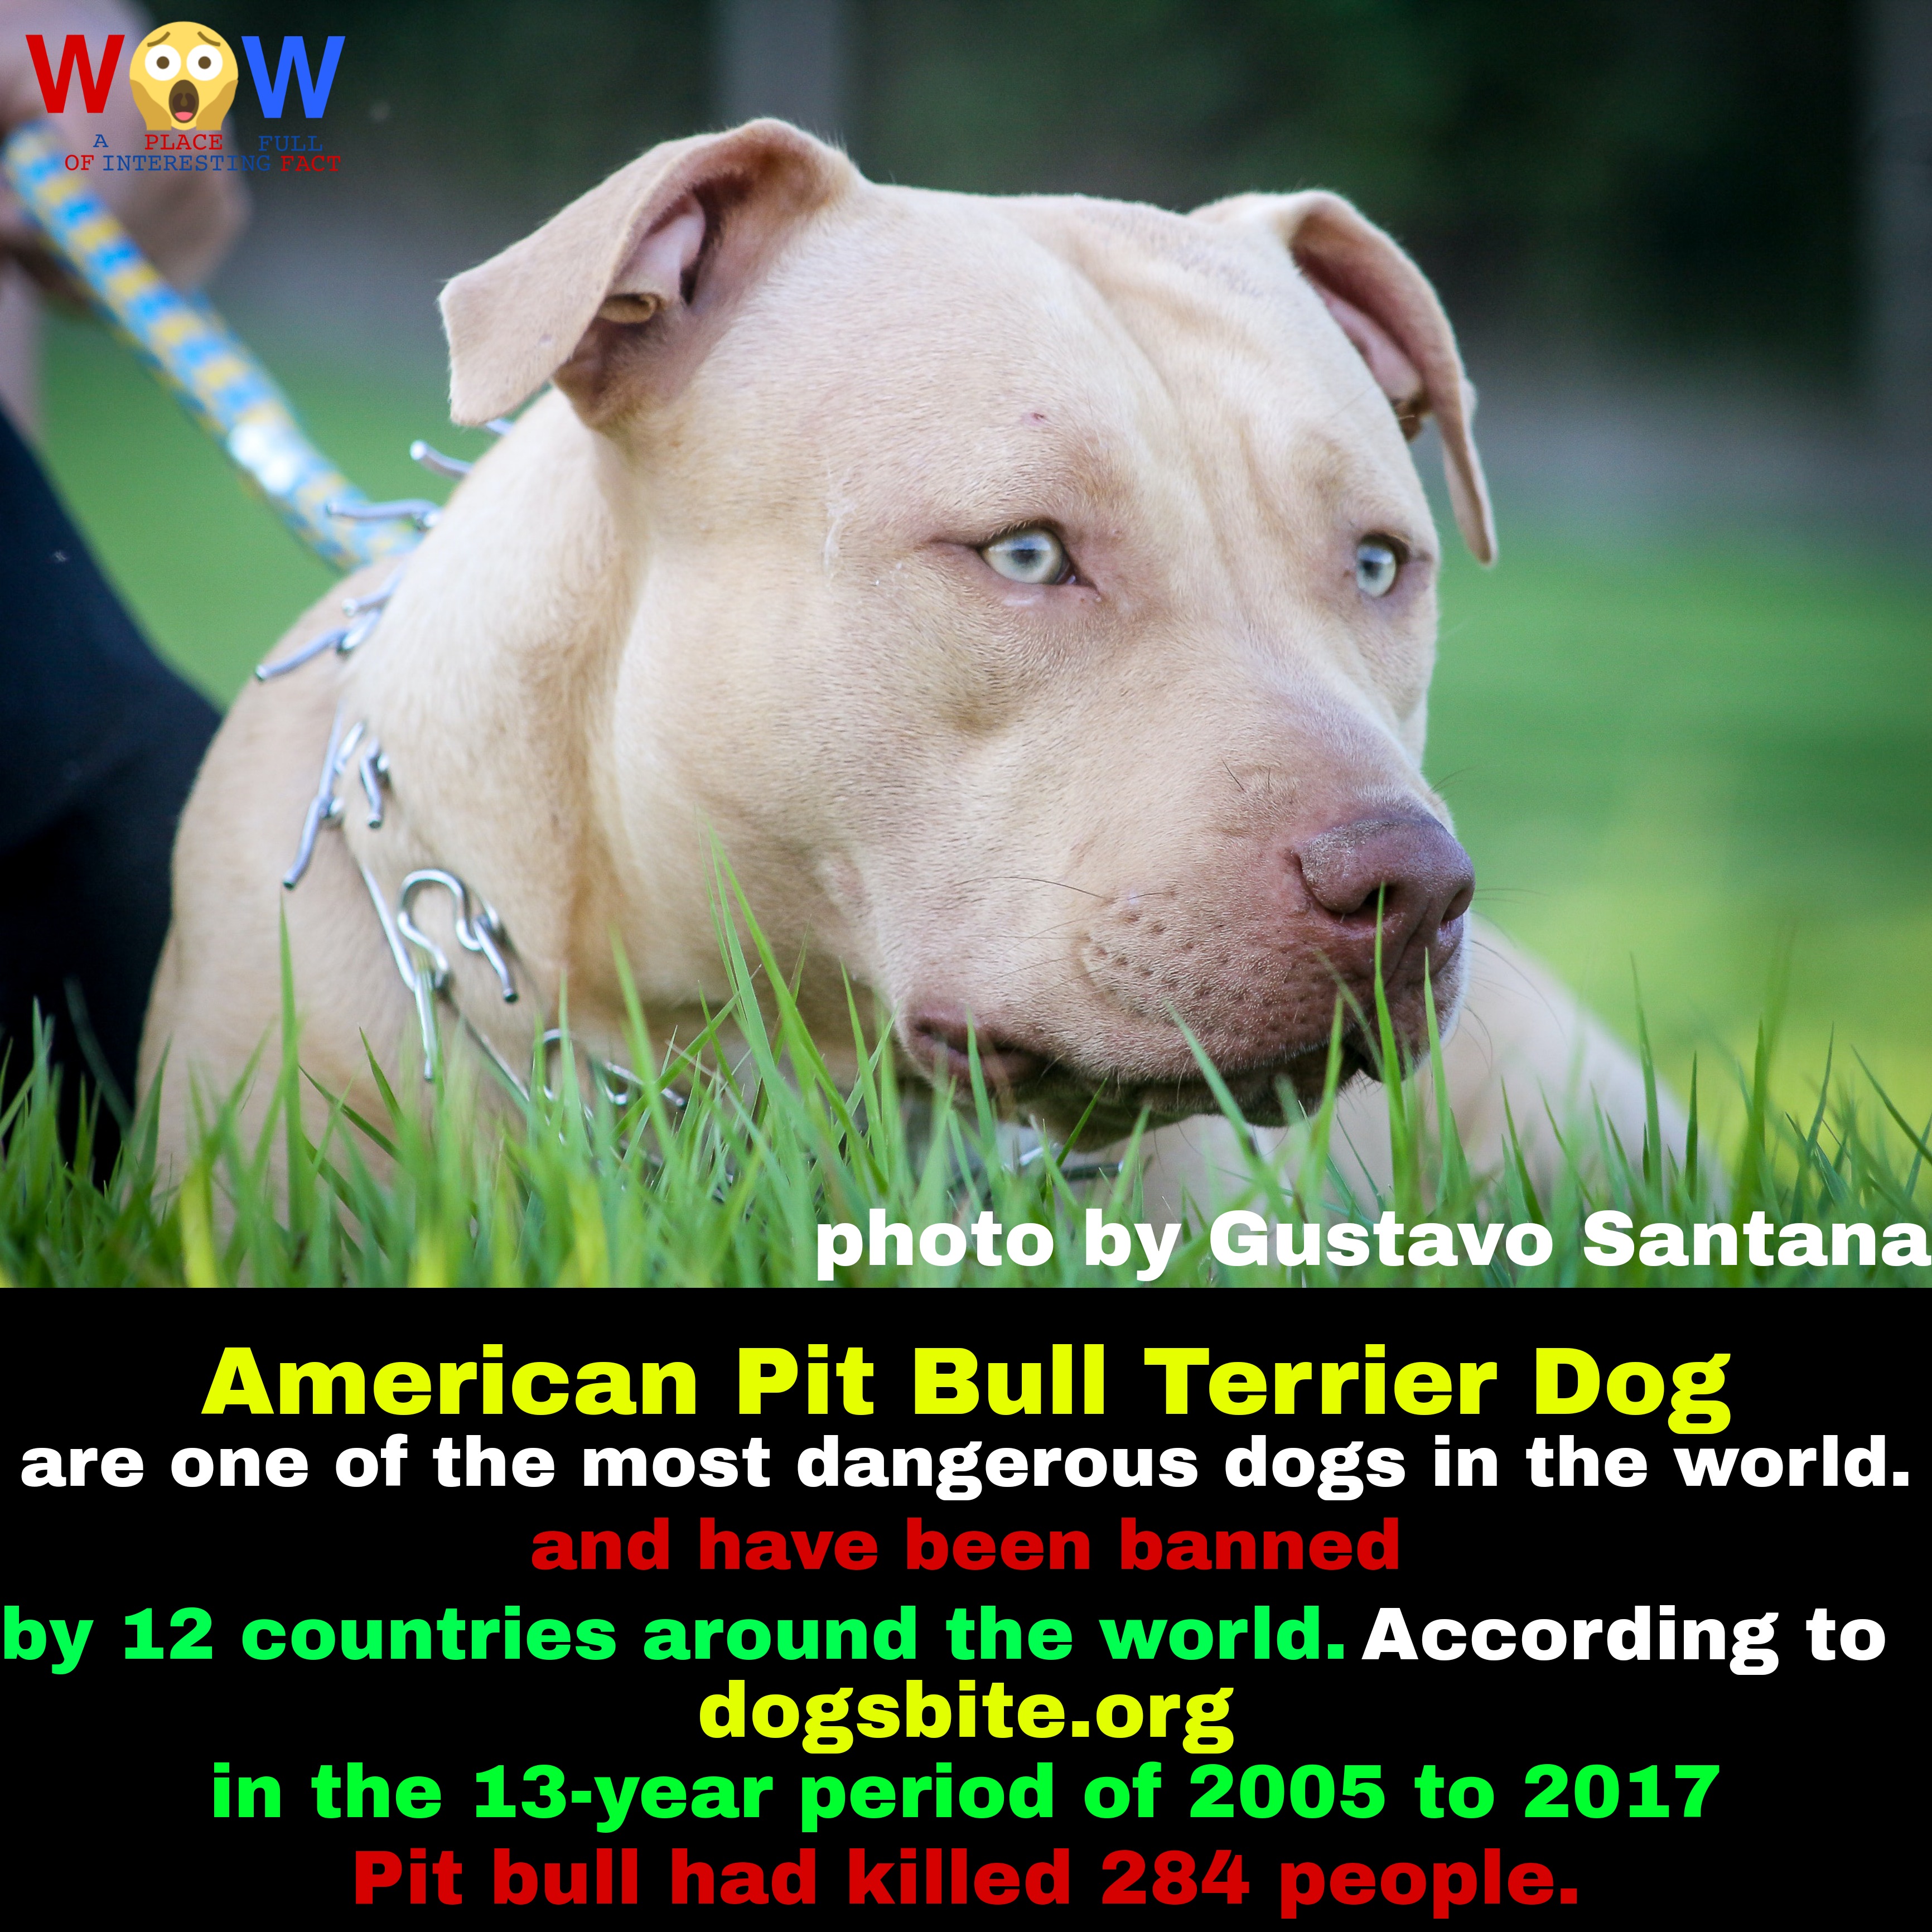 W😱W
A PLACE FULL
OF INTERESTING FACT
photo by Gustavo Santana
American Pit Bull Terrier Dog
are one of the most dangerous dogs in the world.
and have been banned
by 12 countries around the world. According to
dogsbite.org
in the 13-year period of 2005 to 2017
Pit bull had killed 284 people.